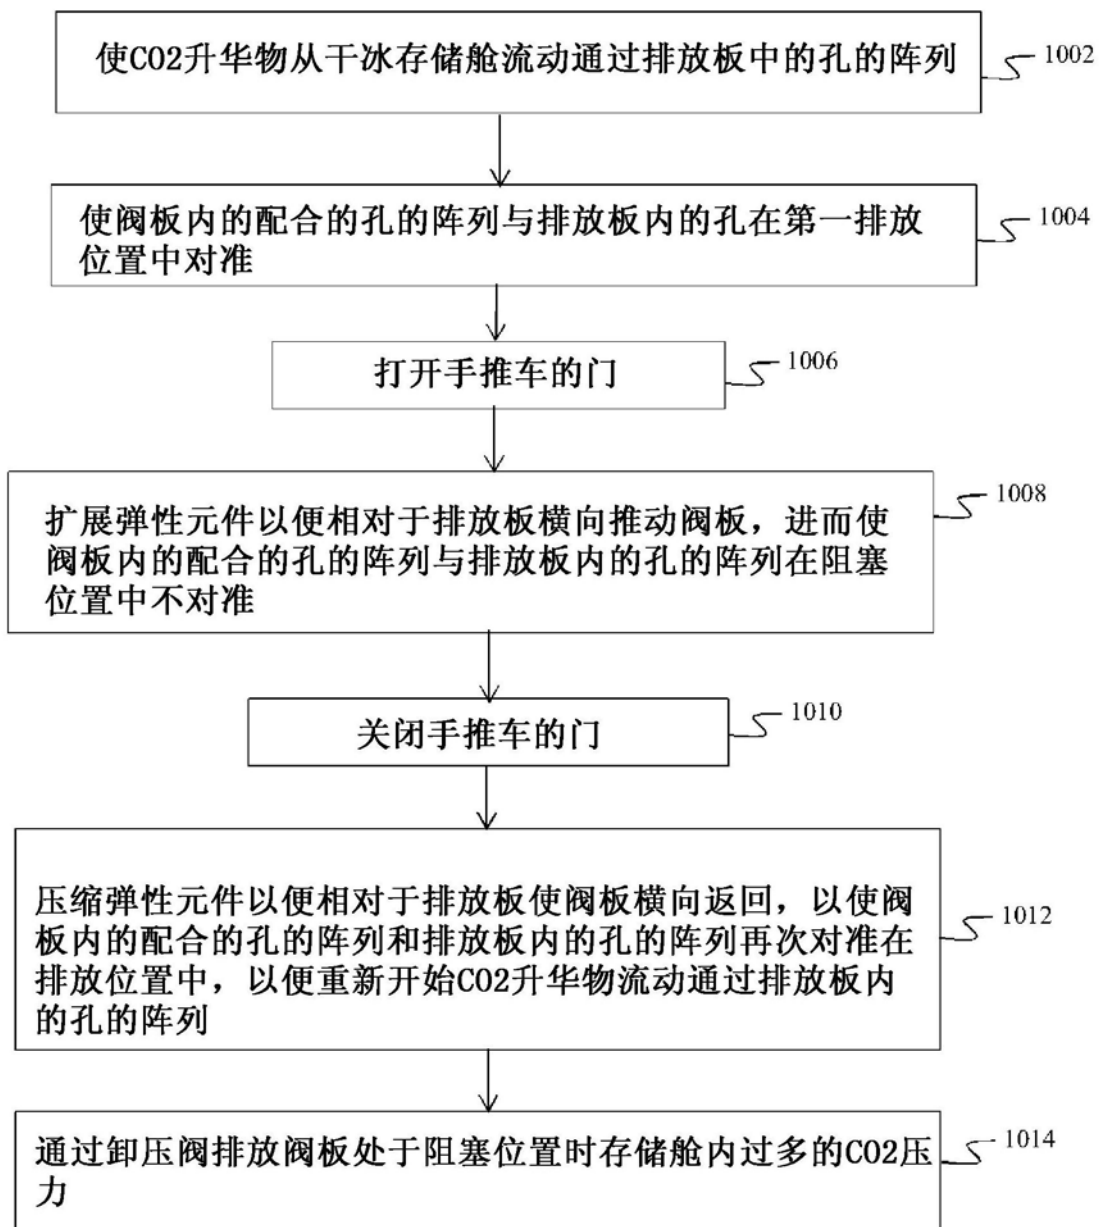 使CO2升华物从干冰存储舱流动通过排放板中的孔的阵列
1002
使阀板内的配合的孔的阵列与排放板内的孔在第一排放
位置中对准
1004
打开手推车的门
1006
扩展弹性元件以便相对于排放板横向推动阀板，进而使
阀板内的配合的孔的阵列与排放板内的孔的阵列在阻塞
位置中不对准
1008
关闭手推车的门
1010
压缩弹性元件以便相对于排放板使阀板横向返回，以使阀
板内的配合的孔的阵列和排放板内的孔的阵列再次对准在
排放位置中，以便重新开始CO2升华物流动通过排放板内
的孔的阵列
1012
通过卸压阀排放阀板处于阻塞位置时存储舱内过多的CO2压
力
1014